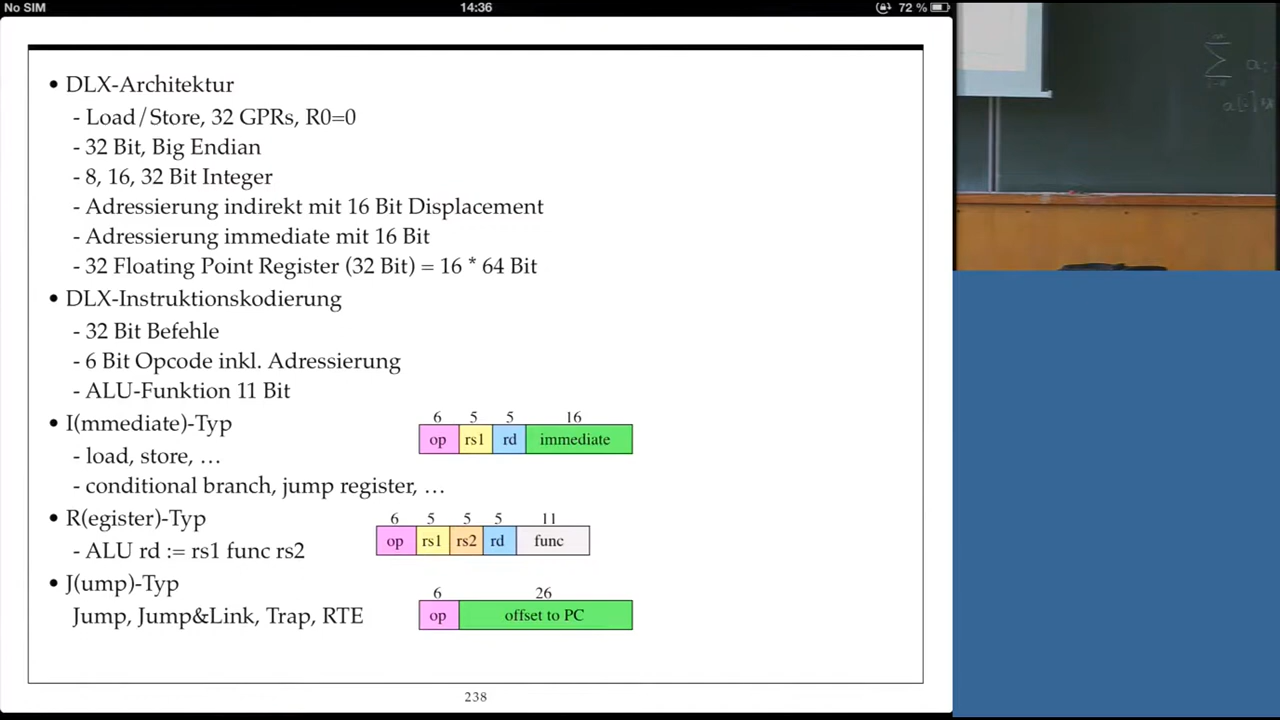 No SIM 14:36 72 %
• DLX-Architektur
- Load/Store, 32 GPRs, R0=0
- 32 Bit, Big Endian
- 8, 16, 32 Bit Integer
- Adressierung indirekt mit 16 Bit Displacement
- Adressierung immediate mit 16 Bit
- 32 Floating Point Register (32 Bit) = 16 * 64 Bit
• DLX-Instruktionskodierung
- 32 Bit Befehle
- 6 Bit Opcode inkl. Adressierung
- ALU-Funktion 11 Bit
• I(mmediate)-Typ
6 5 5 16
op rs1 rd immediate
- load, store, …
- conditional branch, jump register, …
• R(egister)-Typ
6 5 5 5 11
op rs1 rs2 rd func
- ALU rd := rs1 func rs2
• J(ump)-Typ
6 26
op offset to PC
Jump, Jump&Link, Trap, RTE
238